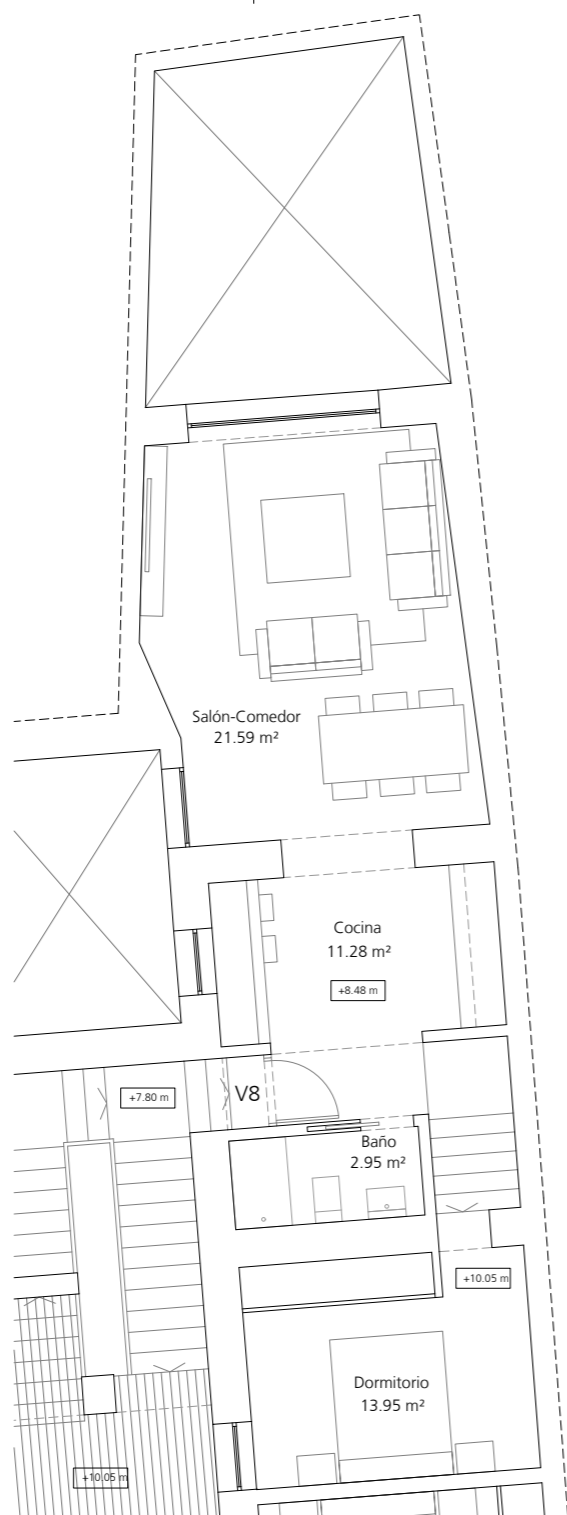 Salón-Comedor
21.59 m²
Cocina
11.28 m²
+8.48 m
+7.80 m
V8
Baño
2.95 m²
+10.05 m
Dormitorio
13.95 m²
+10.05 m